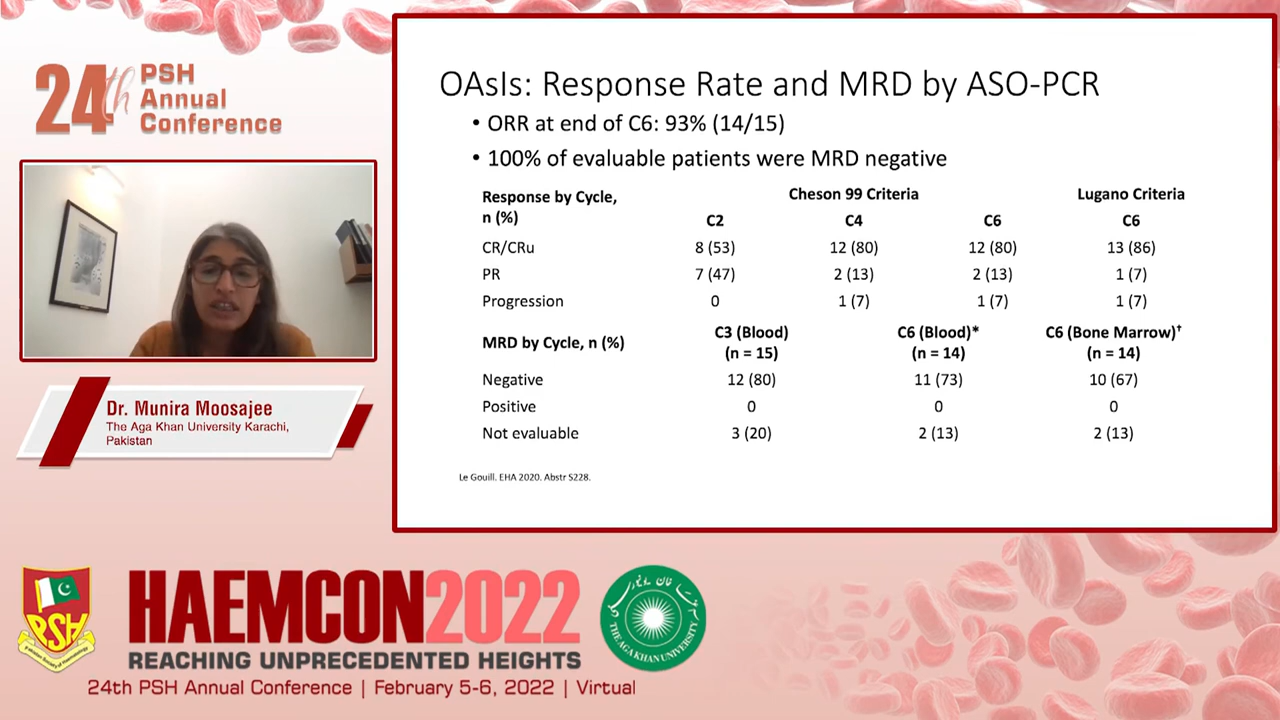 24th PSH
Annual
Conference
Dr. Munira Moosajee
The Aga Khan University Karachi,
Pakistan
OAsIs: Response Rate and MRD by ASO-PCR
• ORR at end of C6: 93% (14/15)
• 100% of evaluable patients were MRD negative
Response by Cycle, n (%) Cheson 99 Criteria Lugano Criteria
C2 C4 C6 C6
CR/CRu 8 (53) 12 (80) 12 (80) 13 (86)
PR 7 (47) 2 (13) 2 (13) 1 (7)
Progression 0 1 (7) 1 (7) 1 (7)
MRD by Cycle, n (%) C3 (Blood) (n = 15) C6 (Blood)* (n = 14) C6 (Bone Marrow)† (n = 14)
Negative 12 (80) 11 (73) 10 (67)
Positive 0 0 0
Not evaluable 3 (20) 2 (13) 2 (13)
Le Gouill. EHA 2020. Abstr S228.
PSH
HAEMCON2022
REACHING UNPRECEDENTED HEIGHTS
24th PSH Annual Conference | February 5-6, 2022 | Virtual
THE AGA KHAN UNIVERSITY